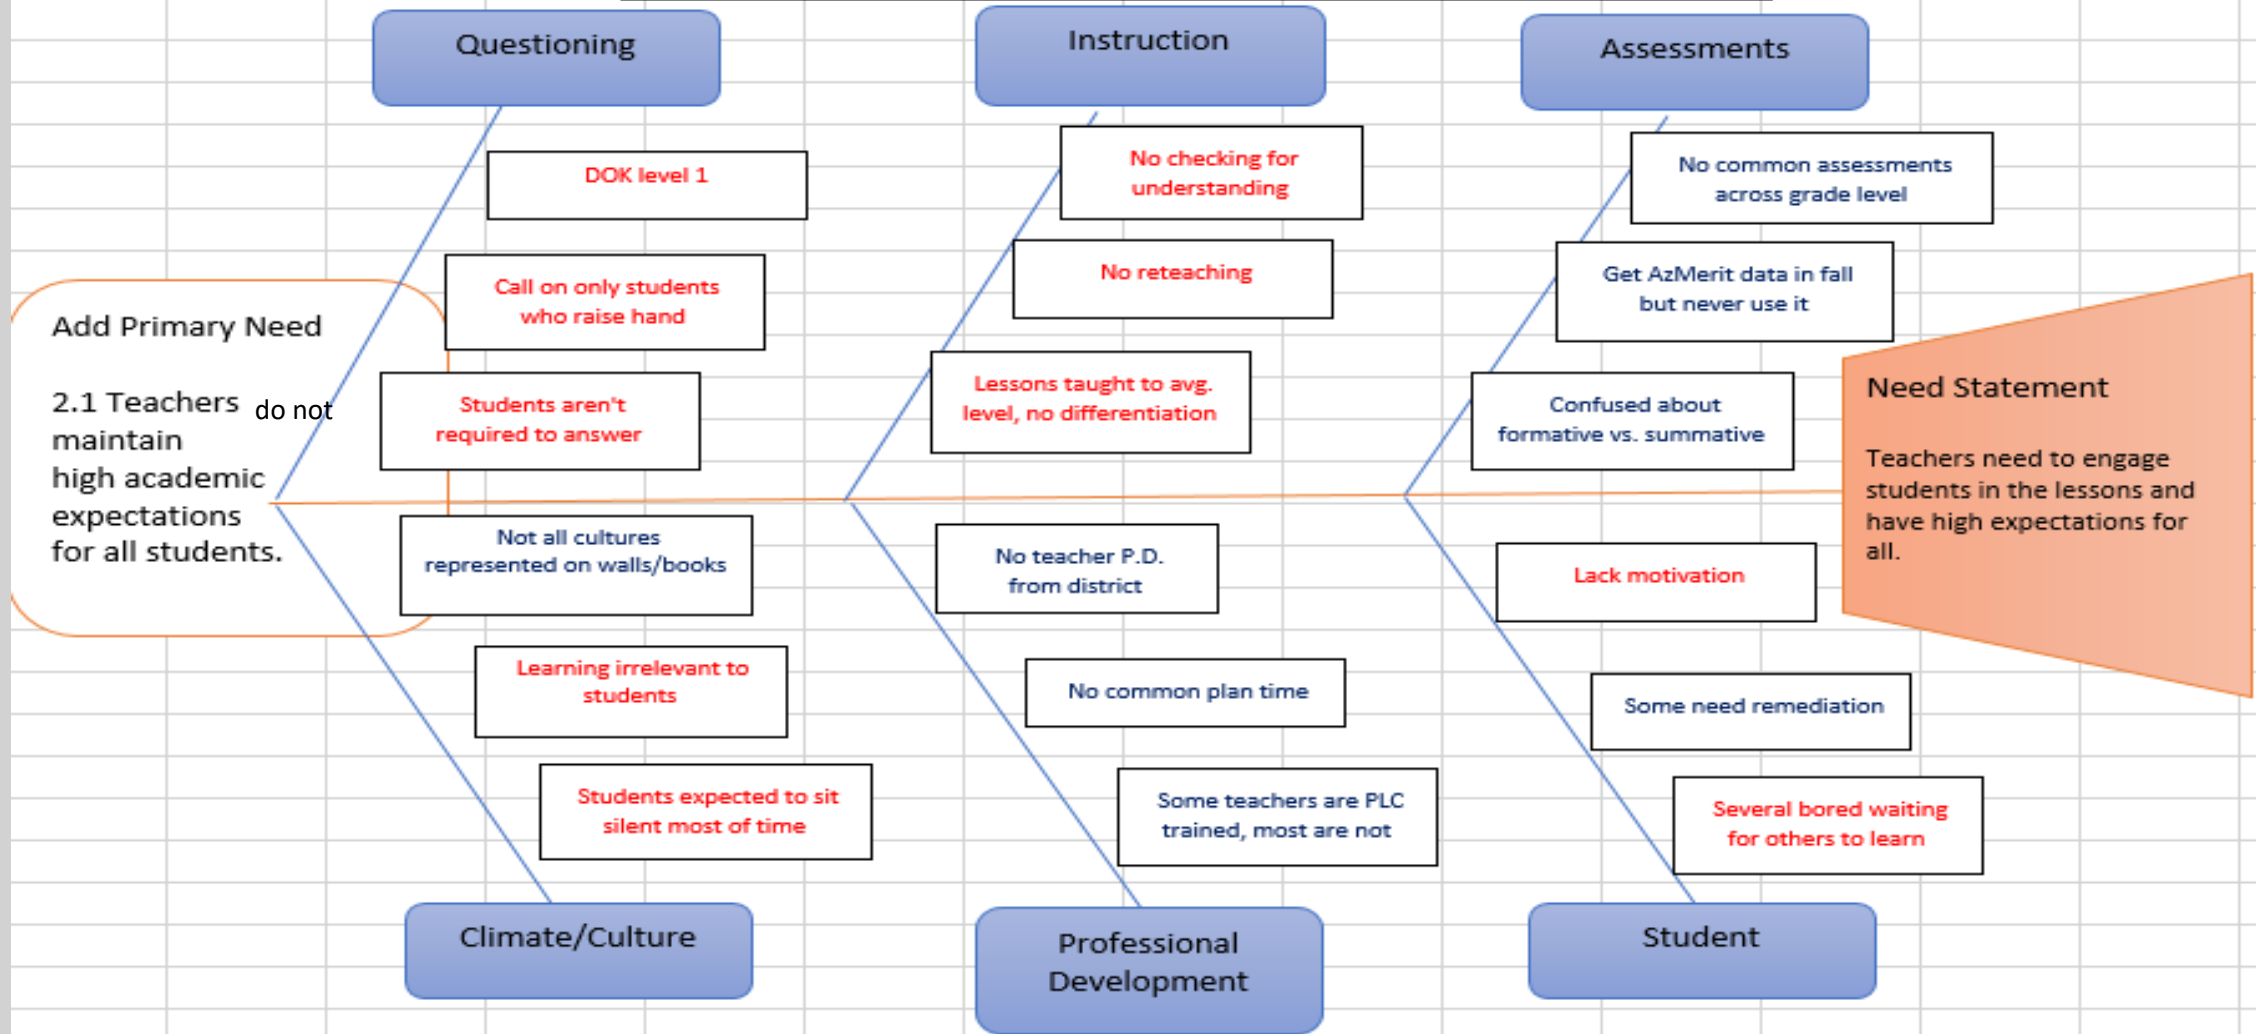 Questioning
Instruction
Assessments
DOK level 1
Call on only students
who raise hand
Students aren't
required to answer
No checking for
understanding
No reteaching
Lessons taught to avg.
level, no differentiation
No common assessments
across grade level
Get AzMerit data in fall
but never use it
Confused about
formative vs. summative
Add Primary Need
2.1 Teachers do not
maintain
high academic
expectations
for all students.
Need Statement
Teachers need to engage
students in the lessons and
have high expectations for
all.
Not all cultures
represented on walls/books
Learning irrelevant to
students
Students expected to sit
silent most of time
No teacher P.D.
from district
No common plan time
Some teachers are PLC
trained, most are not
Lack motivation
Some need remediation
Several bored waiting
for others to learn
Climate/Culture
Professional
Development
Student